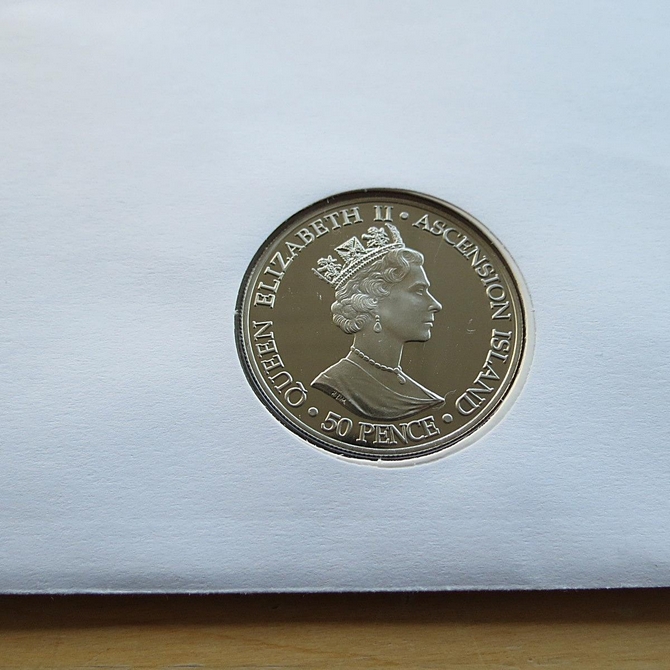 QUEEN ELIZABETH II • ASCENSION ISLAND
• 50 PENCE •